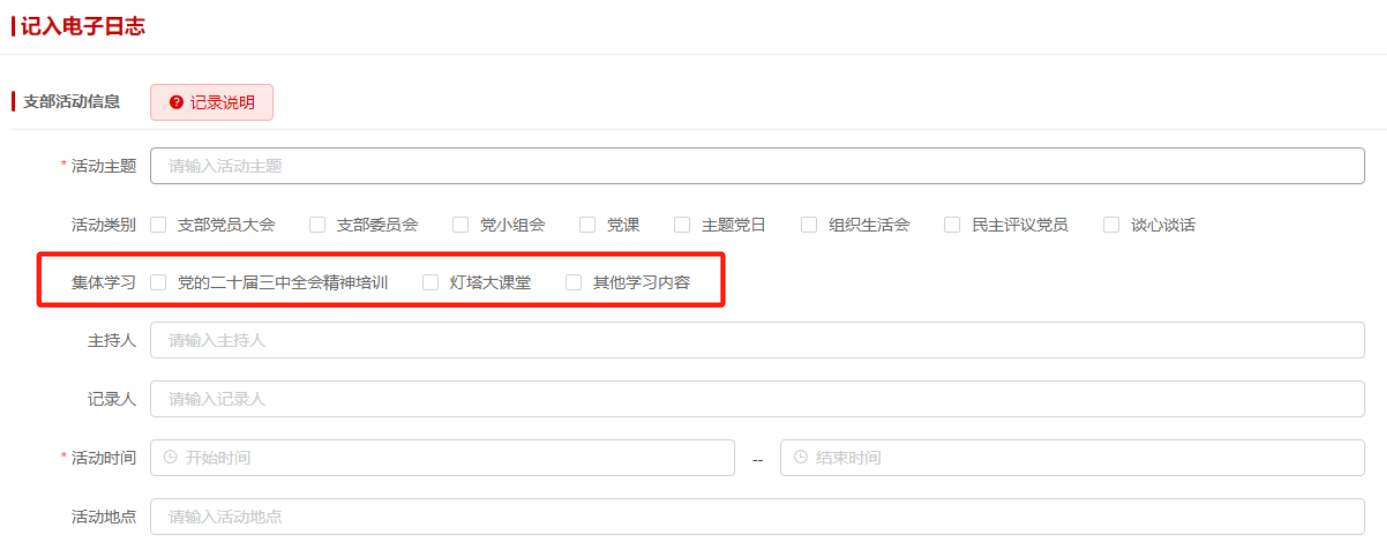 记入电子日志
支部活动信息 ? 记录说明
* 活动主题 请输入活动主题
活动类别 支部党员大会 支部委员会 党小组会 党课 主题党日 组织生活会 民主评议党员 谈心谈话
集体学习 党的二十届三中全会精神培训 灯塔大课堂 其他学习内容
主持人 请输入主持人
记录人 请输入记录人
* 活动时间 开始时间 -- 结束时间
活动地点 请输入活动地点